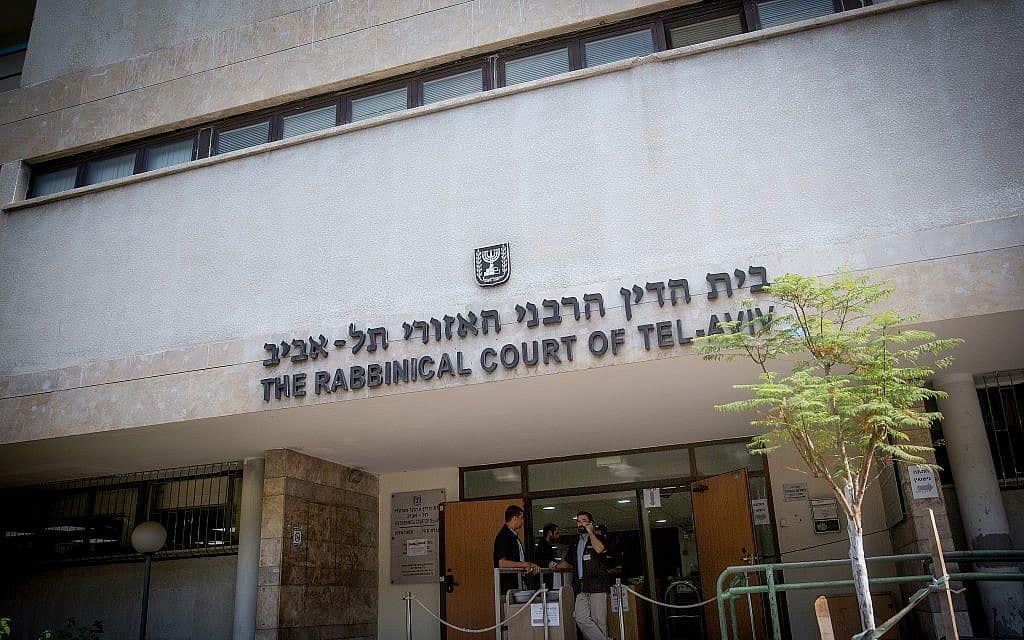 בית הדין הרבני האזורי תל-אביב
THE RABBINICAL COURT OF TEL-AVIV